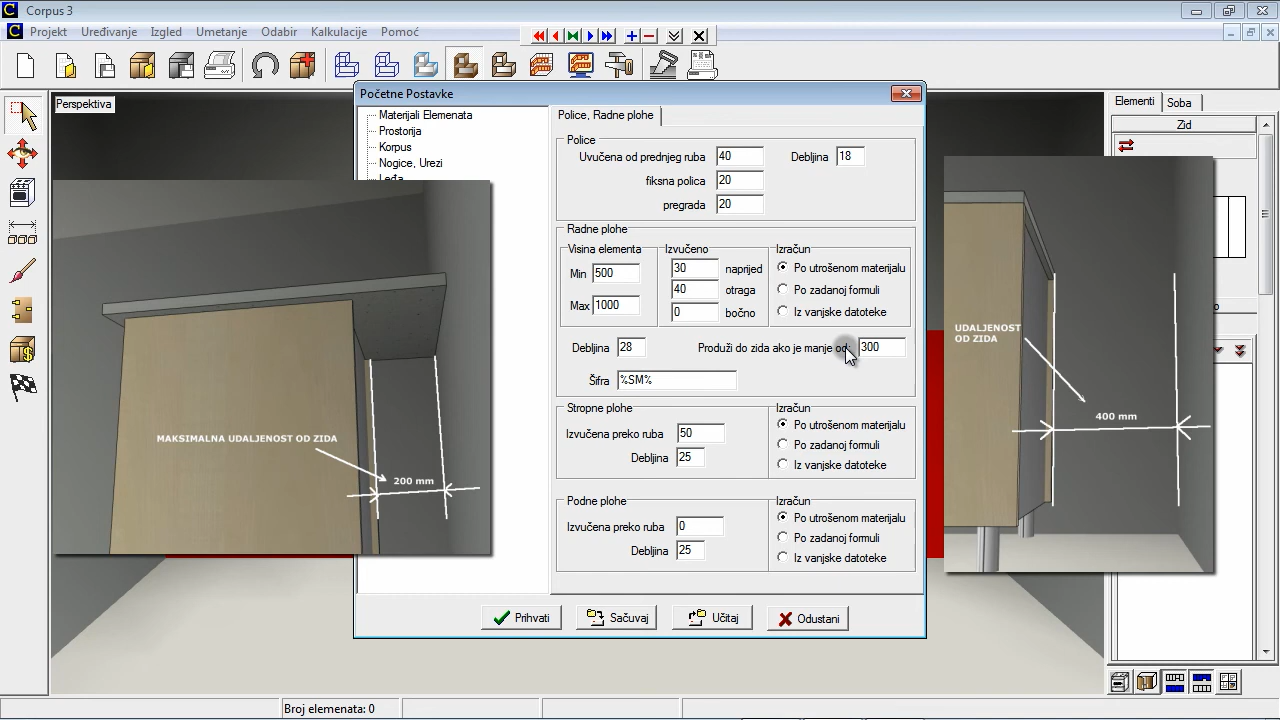 Corpus 3
Projekt Uređivanje Izgled Umetanje Odabir Kalkulacije Pomoć
Perspektiva
Početne Postavke
Materijali Elemenata
Prostorija
Korpus
Nogice, Urezi
Leđa
Police, Radne plohe
Police
Uvučena od prednjeg ruba 40 Debljina 18
fiksna polica 20
pregrada 20
Radne plohe
Visina elementa
Min 500
Max 1000
Izvučeno
30 naprijed
40 otraga
0 bočno
Izračun
Po utrošenom materijalu
Po zadanoj formuli
Iz vanjske datoteke
Debljina 28 Produži do zida ako je manje od 300
Šifra %SM%
Stropne plohe
Izvučena preko ruba 50
Debljina 25
Izračun
Po utrošenom materijalu
Po zadanoj formuli
Iz vanjske datoteke
Podne plohe
Izvučena preko ruba 0
Debljina 25
Izračun
Po utrošenom materijalu
Po zadanoj formuli
Iz vanjske datoteke
Prihvati Sačuvaj Učitaj Odustani
MAKSIMALNA UDALJENOST OD ZIDA
200 mm
UDALJENOST
OD ZIDA
400 mm
Elementi Soba
Zid
Broj elemenata: 0